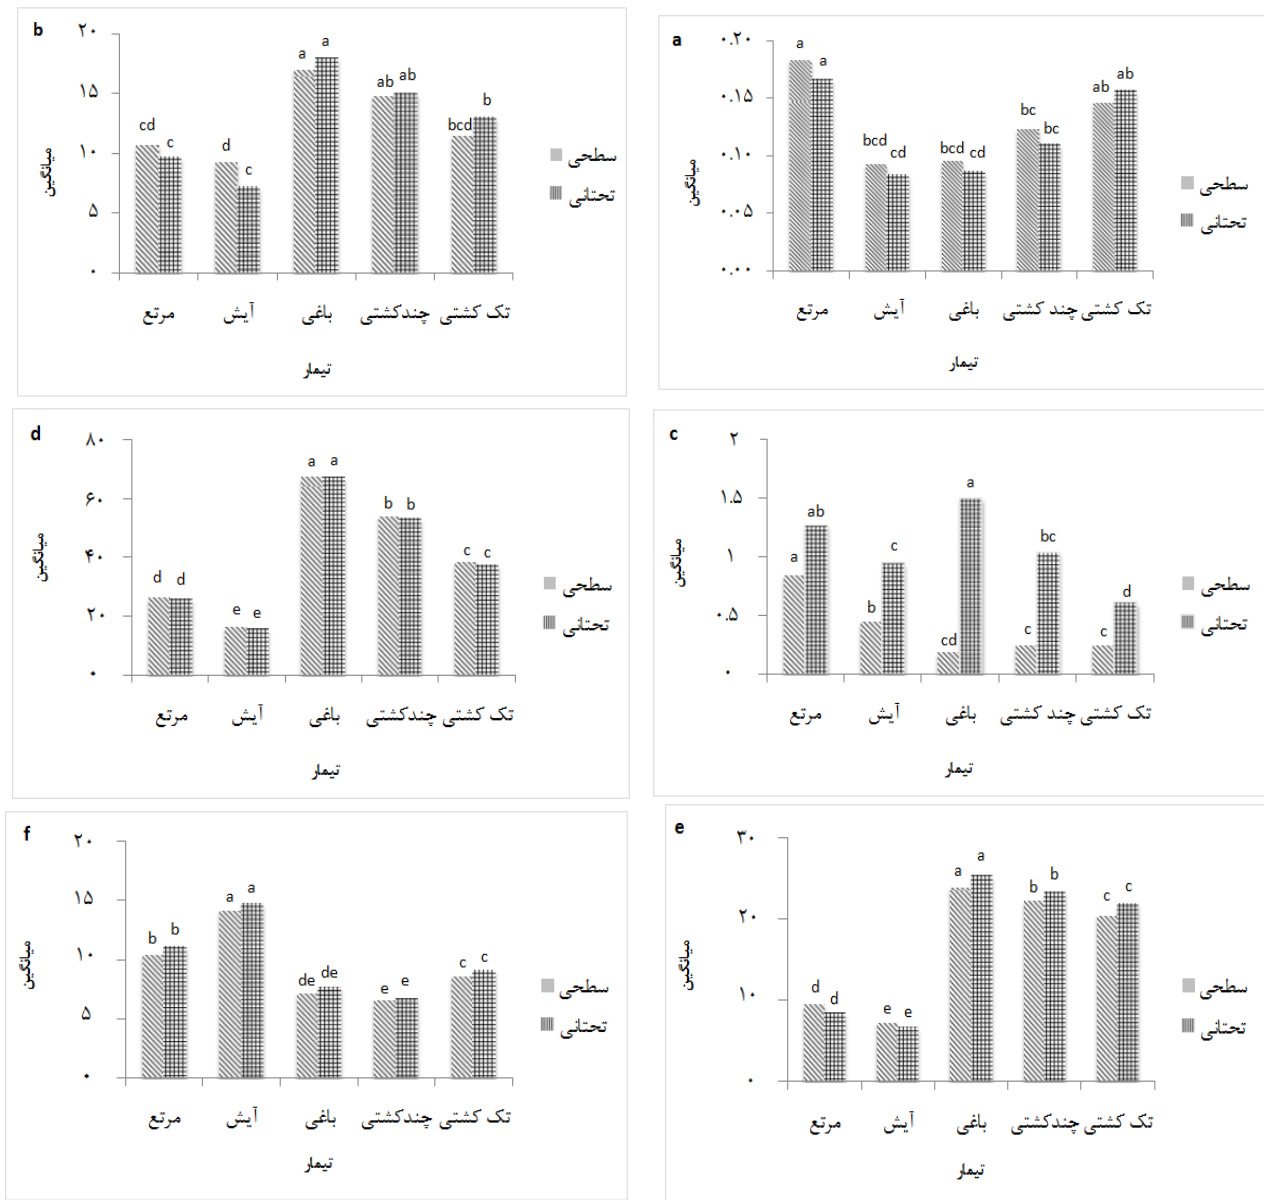 b
۲۰
۱۵
۱۰
۵
۰
میانگین
cd c d c a a ab ab bcd b
مرتع آیش باغی چندکشتی تک کشتی
تیمار
سطحی
تحتانی
a
۰.۲۰
۰.۱۵
۰.۱۰
۰.۰۵
۰.۰۰
میانگین
a a bcd cd bcd cd bc bc ab ab
مرتع آیش باغی چند کشتی تک کشتی
تیمار
سطحی
تحتانی
d
۸۰
۶۰
۴۰
۲۰
۰
میانگین
d d e e a a b b c c
مرتع آیش باغی چندکشتی تک کشتی
تیمار
سطحی
تحتانی
c
۲
۱.۵
۱
۰.۵
۰
میانگین
a ab b c cd a c bc c d
مرتع آیش باغی چند کشتی تک کشتی
تیمار
سطحی
تحتانی
f
۲۰
۱۵
۱۰
۵
۰
میانگین
b b a a de de e e c c
مرتع آیش باغی چندکشتی تک کشتی
تیمار
سطحی
تحتانی
e
۳۰
۲۰
۱۰
۰
میانگین
d d e e a a b b c c
مرتع آیش باغی چندکشتی تک کشتی
تیمار
سطحی
تحتانی